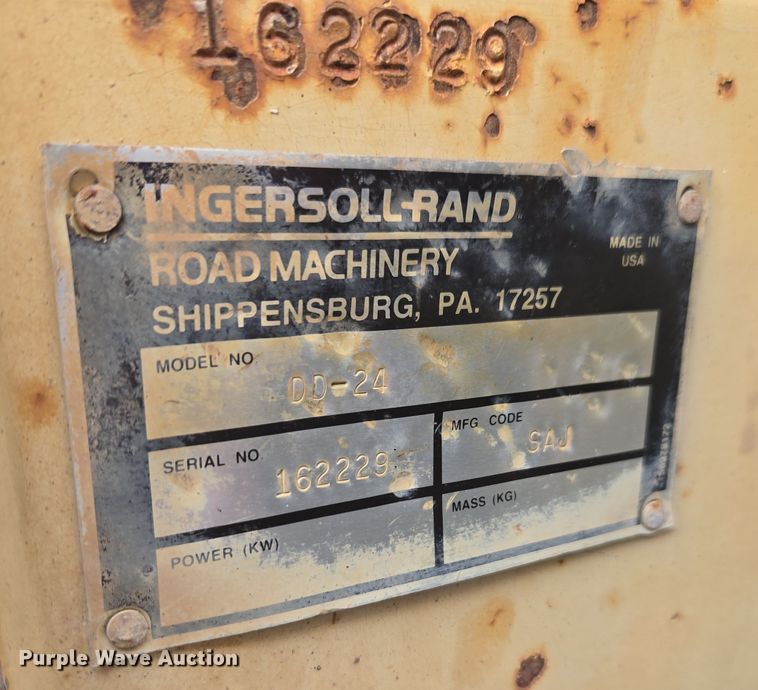 162229
INGERSOLL-RAND
ROAD MACHINERY
SHIPPENSBURG, PA. 17257
MADE IN
USA
MODEL NO.
DD-24
SERIAL NO.
162229
MFG CODE
SAJ
POWER (KW)
MASS (KG)
Purple Wave Auction